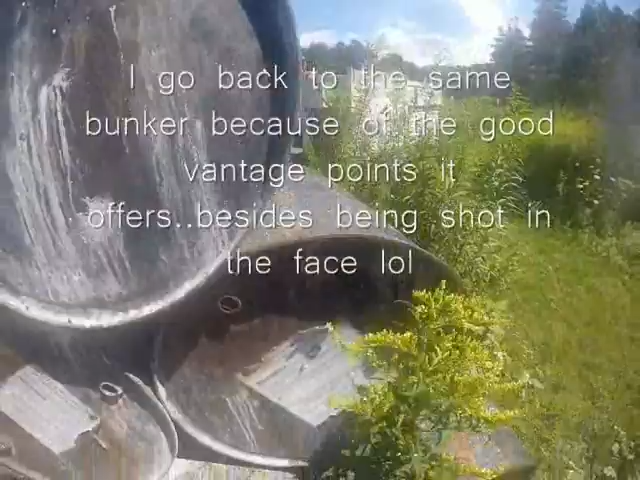 I go back to the same
bunker because of the good
vantage points it
offers..besides being shot in
the face lol